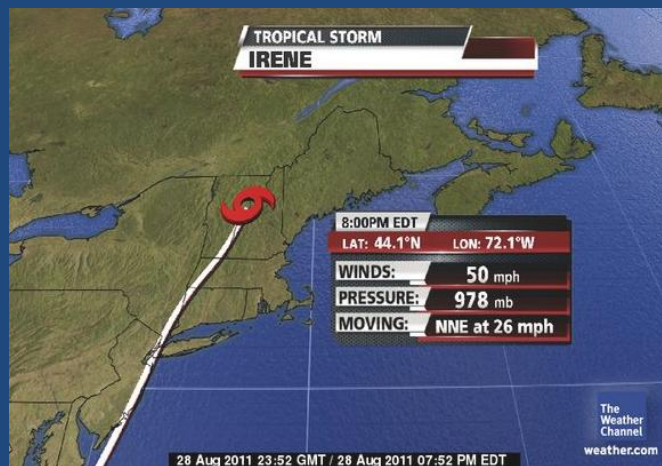 TROPICAL STORM
IRENE
8:00PM EDT
LAT: 44.1°N LON: 72.1°W
WINDS: 50 mph
PRESSURE: 978 mb
MOVING: NNE at 26 mph
The
Weather
Channel
weather.com
28 Aug 2011 23:52 GMT / 28 Aug 2011 07:52 PM EDT